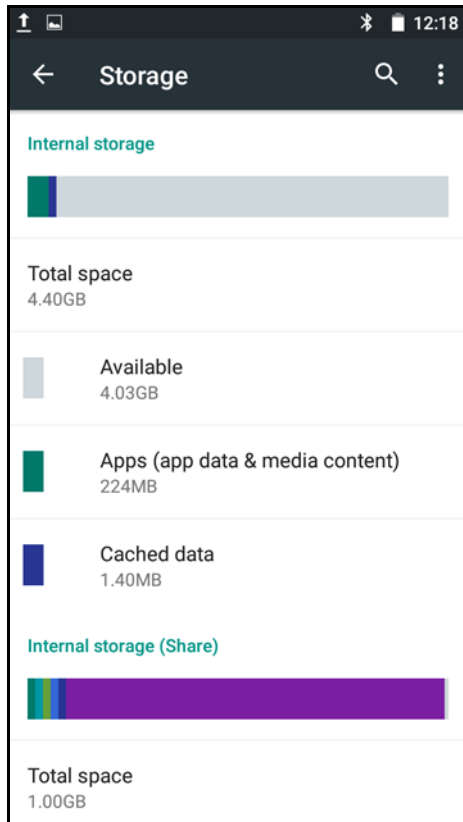 12:18
Storage
Internal storage
Total space
4.40GB
Available
4.03GB
Apps (app data & media content)
224MB
Cached data
1.40MB
Internal storage (Share)
Total space
1.00GB